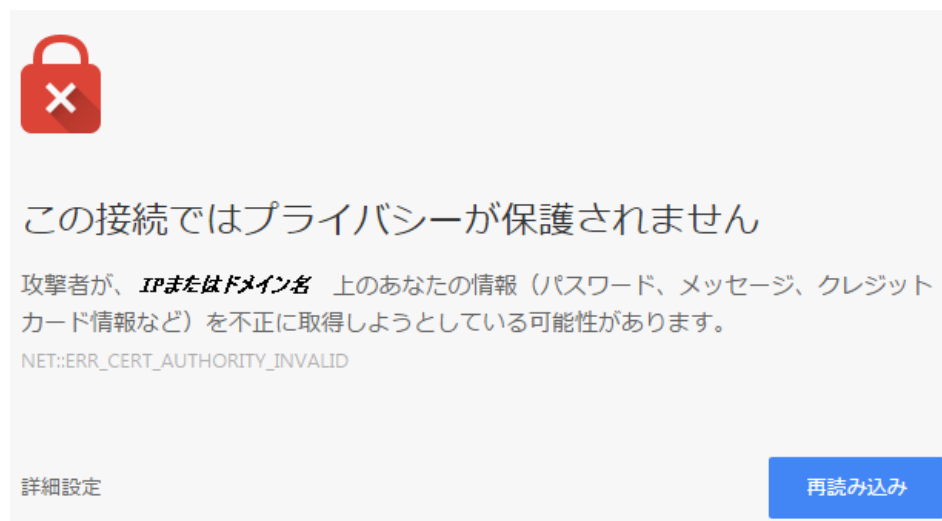 この接続ではプライバシーが保護されません
攻撃者が、 IPまたはドメイン名 上のあなたの情報（パスワード、メッセージ、クレジット
カード情報など）を不正に取得しようとしている可能性があります。
NET::ERR_CERT_AUTHORITY_INVALID
詳細設定
再読み込み